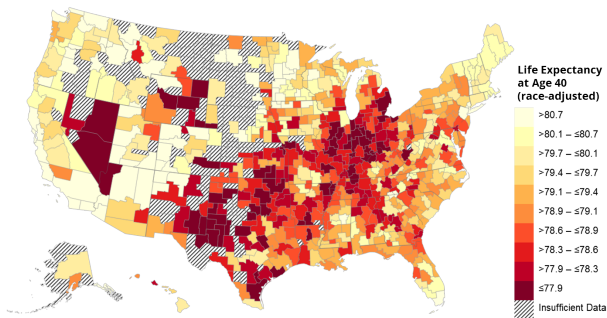 Life Expectancy
at Age 40
(race-adjusted)
>80.7
>80.1 – ≤80.7
>79.7 – ≤80.1
>79.4 – ≤79.7
>79.1 – ≤79.4
>78.9 – ≤79.1
>78.6 – ≤78.9
>78.3 – ≤78.6
>77.9 – ≤78.3
≤77.9
Insufficient Data